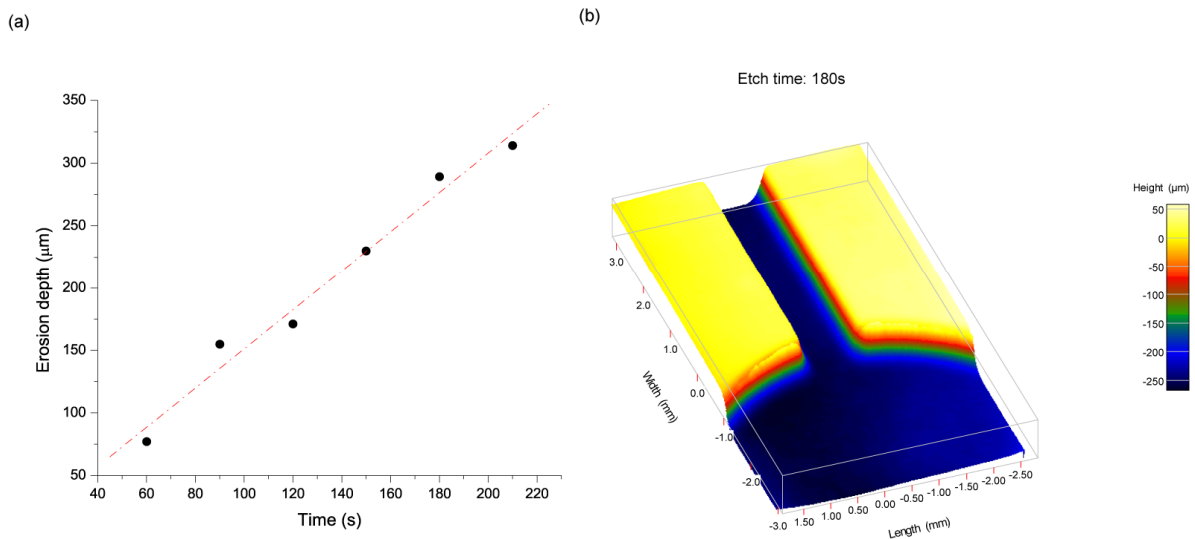 (a)
(b)
Etch time: 180s
350
300
250
200
150
100
50
Erosion depth (µm)
40 60 80 100 120 140 160 180 200 220
Time (s)
3.0
2.0
1.0
0.0
-1.0
-2.0
Width (mm)
-3.0 1.50 1.00 0.50 0.00 -0.50 -1.00 -1.50 -2.00 -2.50
Length (mm)
Height (µm)
50
0
-50
-100
-150
-200
-250